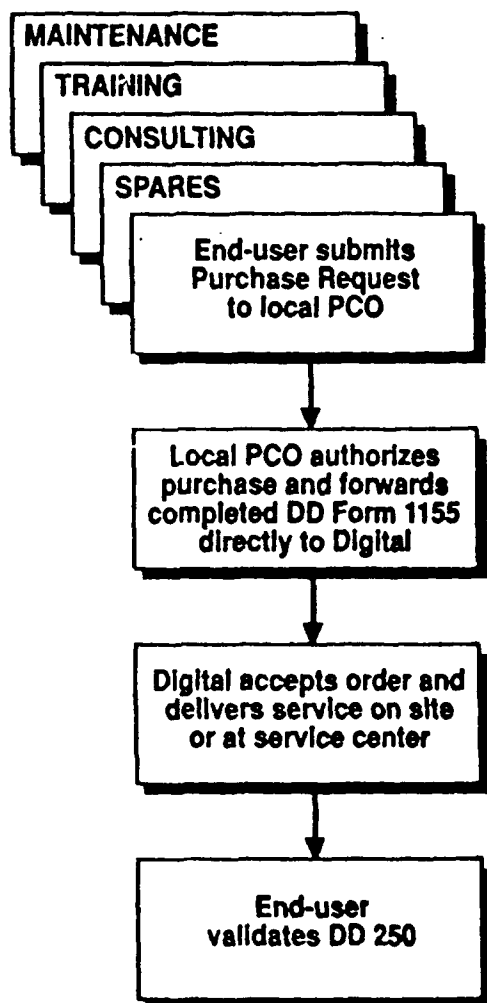 MAINTENANCE
TRAINING
CONSULTING
SPARES
End-user submits
Purchase Request
to local PCO
Local PCO authorizes
purchase and forwards
completed DD Form 1155
directly to Digital
Digital accepts order and
delivers service on site
or at service center
End-user
validates DD 250